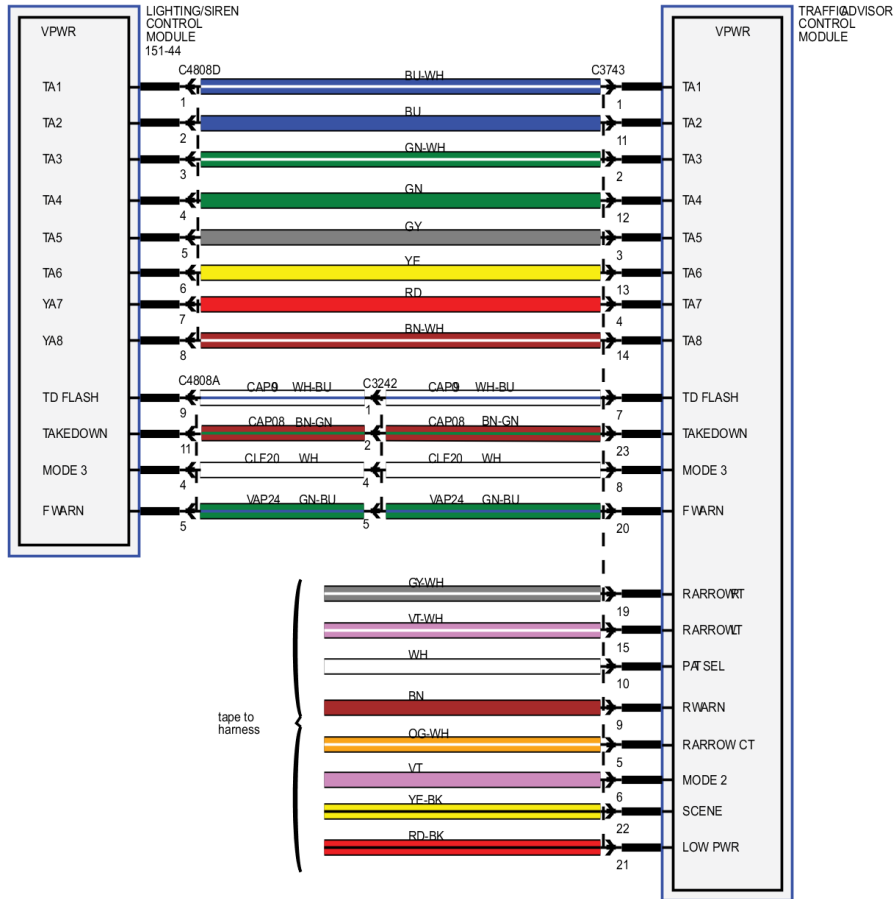 LIGHTING/SIREN
CONTROL
MODULE
151-44
TRAFFIC ADVISOR
CONTROL
MODULE
VPWR
VPWR
C4808D
C3743
TA1 1 BU-WH 1 TA1
TA2 2 BU 11 TA2
TA3 3 GN-WH 2 TA3
TA4 4 GN 12 TA4
TA5 5 GY 3 TA5
TA6 6 YE 13 TA6
YA7 7 RD 4 TA7
YA8 8 BN-WH 14 TA8
C4808A
C3242
TD FLASH 9 CAP09 WH-BU 1 CAP09 WH-BU 7 TD FLASH
TAKEDOWN 11 CAP08 BN-GN 2 CAP08 BN-GN 23 TAKEDOWN
MODE 3 4 CLF20 WH 4 CLF20 WH 8 MODE 3
F WARN 5 VAP24 GN-BU 5 VAP24 GN-BU 20 F WARN
GY-WH 19 RARROW RT
VT-WH 15 RARROW LT
WH 10 PAT SEL
BN 9 R WARN
OG-WH 5 RARROW CT
VT 6 MODE 2
YE-BK 22 SCENE
RD-BK 21 LOW PWR
tape to
harness